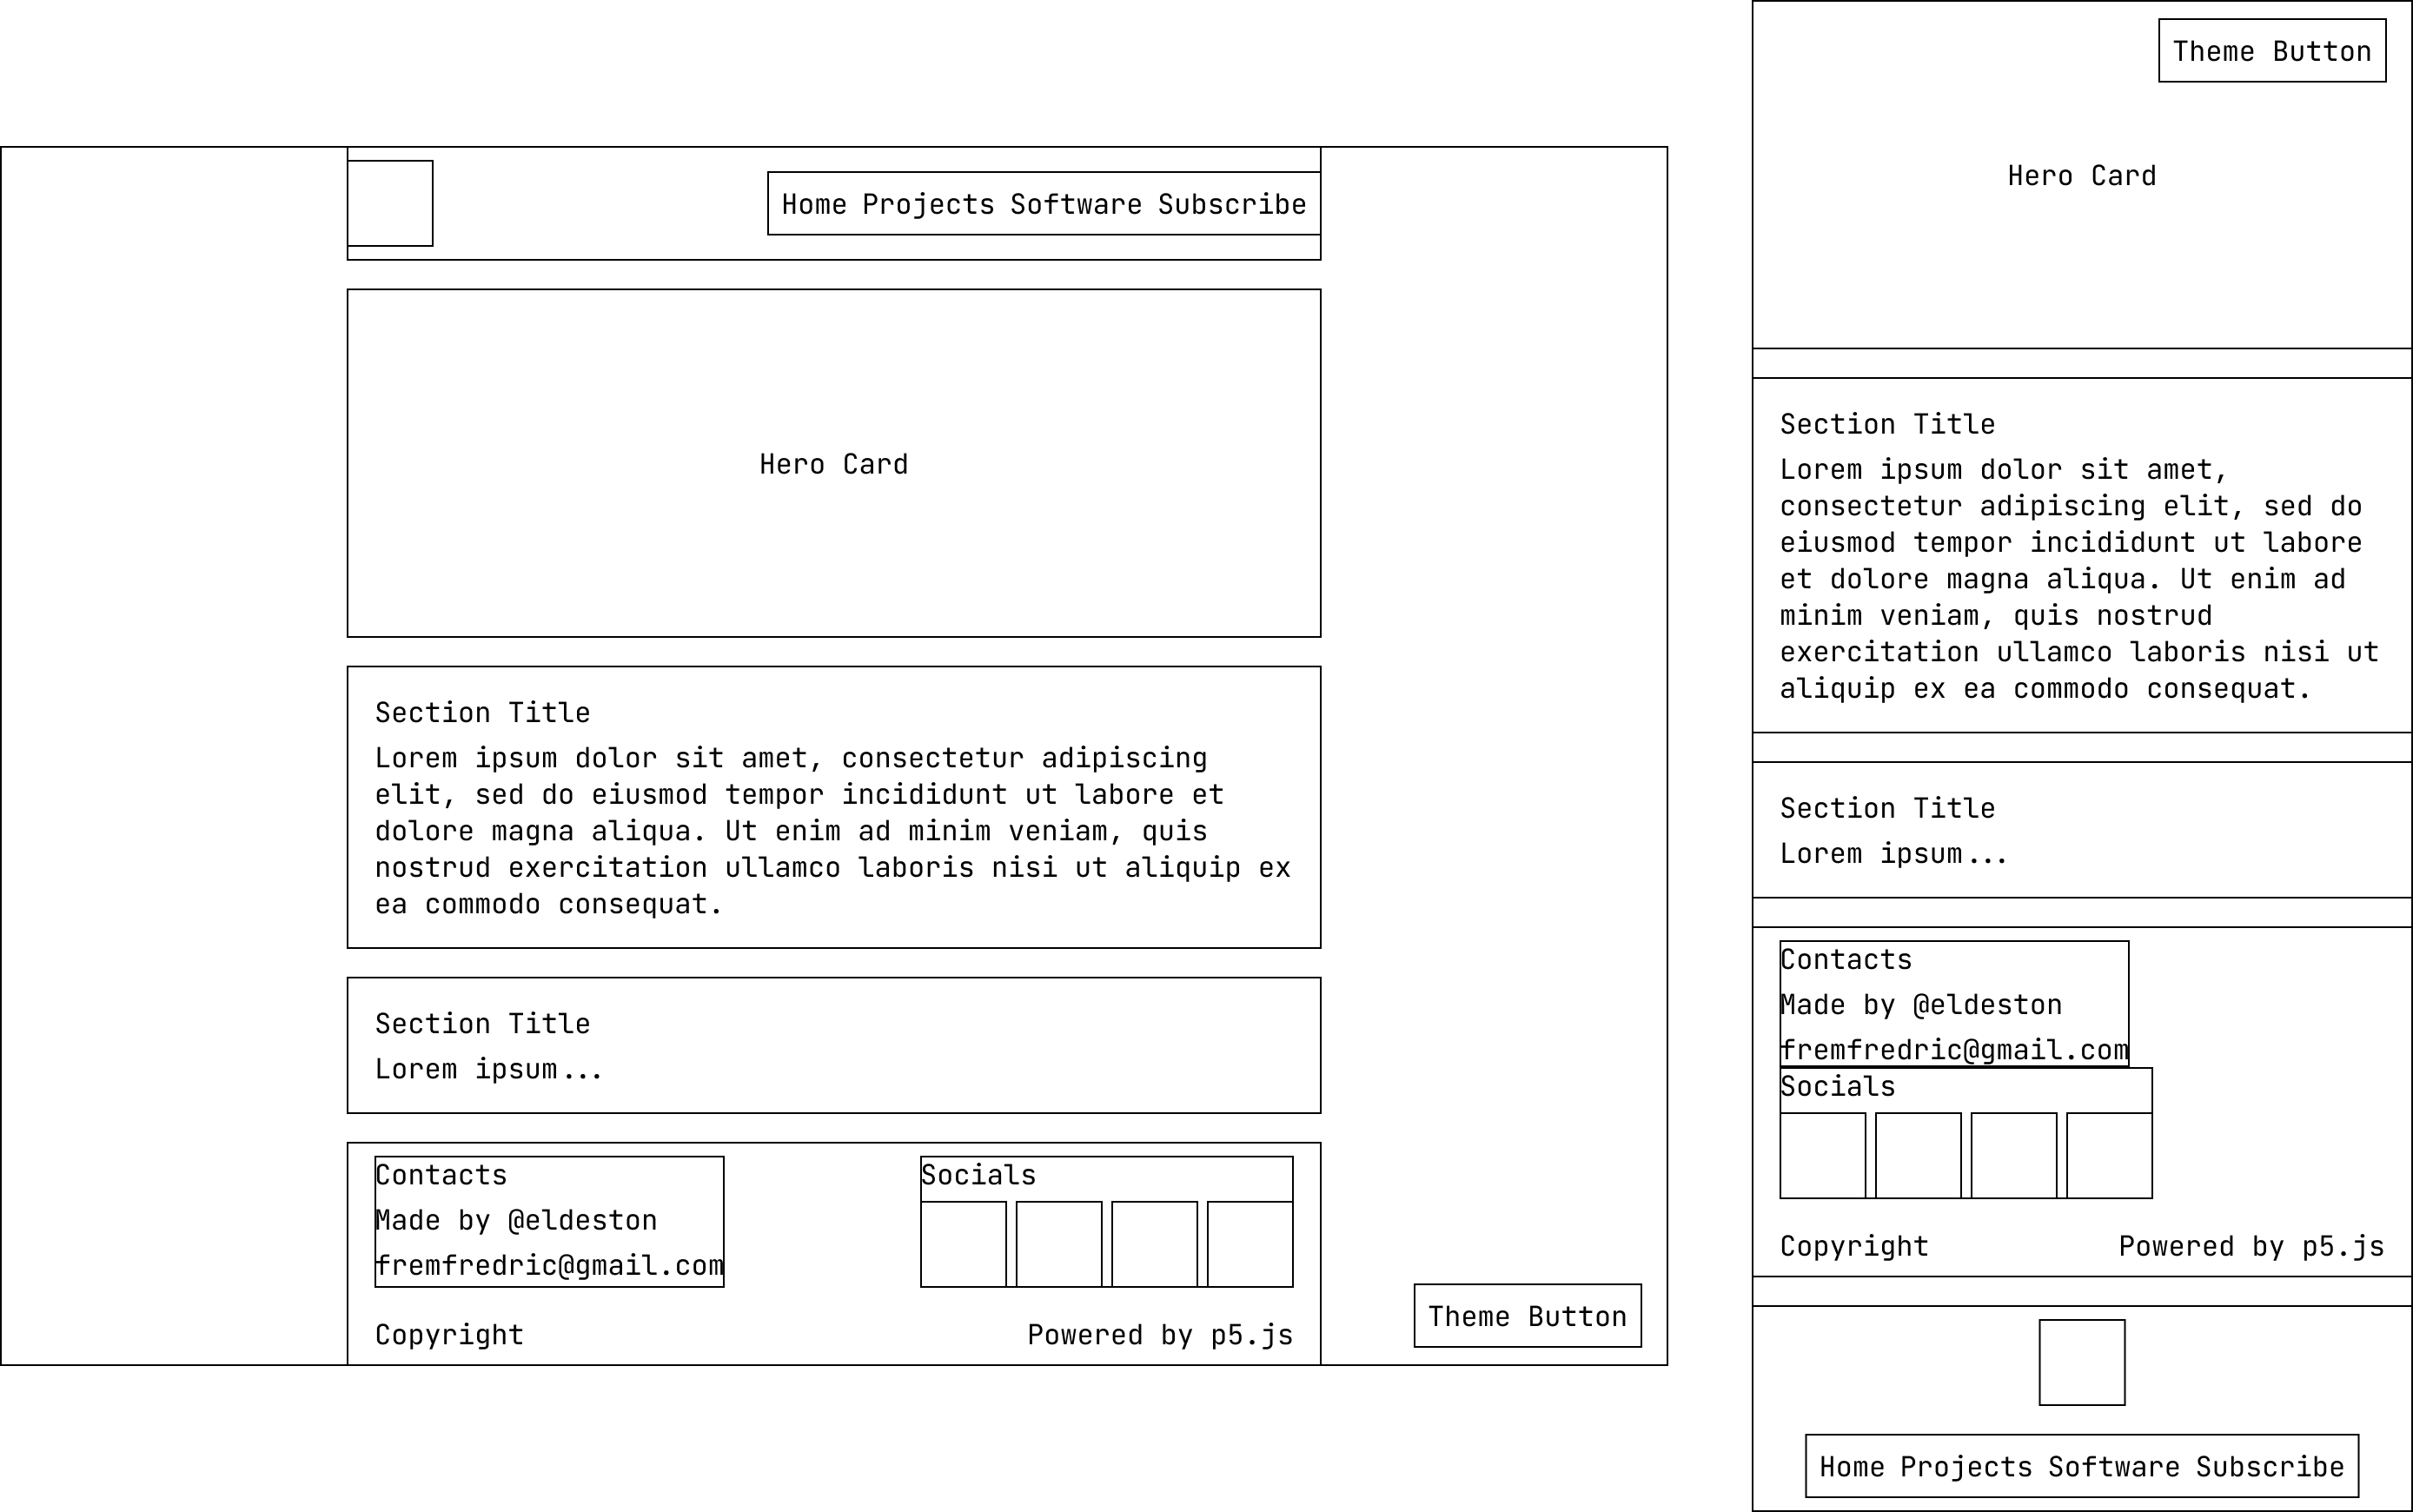 Home Projects Software Subscribe
Hero Card
Section Title
Lorem ipsum dolor sit amet, consectetur adipiscing
elit, sed do eiusmod tempor incididunt ut labore et
dolore magna aliqua. Ut enim ad minim veniam, quis
nostrud exercitation ullamco laboris nisi ut aliquip ex
ea commodo consequat.
Section Title
Lorem ipsum...
Contacts
Made by @eldeston
fremfredric@gmail.com
Socials
Copyright
Powered by p5.js
Theme Button
Theme Button
Hero Card
Section Title
Lorem ipsum dolor sit amet,
consectetur adipiscing elit, sed do
eiusmod tempor incididunt ut labore
et dolore magna aliqua. Ut enim ad
minim veniam, quis nostrud
exercitation ullamco laboris nisi ut
aliquip ex ea commodo consequat.
Section Title
Lorem ipsum...
Contacts
Made by @eldeston
fremfredric@gmail.com
Socials
Copyright
Powered by p5.js
Home Projects Software Subscribe